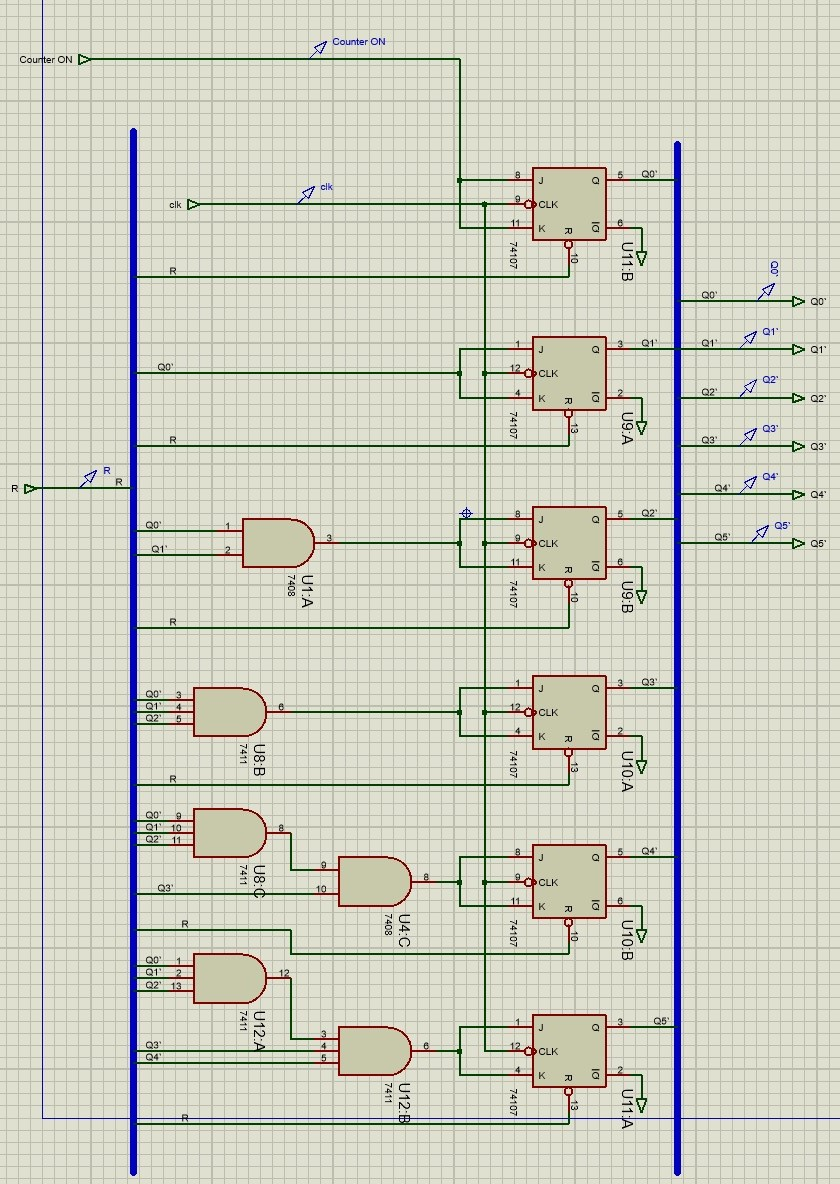 Counter ON
Counter ON
clk
clk
8 J Q 5 Q0'
9 CLK
11 K R Q 6
10
74107
U11:B
R
Q0'
Q0'
Q0'
1 J Q 3 Q1'
Q1'
Q1'
Q1'
Q0'
12 CLK
4 K R Q 2
13
74107
U9:A
Q2'
Q2'
Q2'
R
Q3'
Q3'
Q3'
R
R
R
Q4'
Q4'
Q4'
8 J Q 5 Q2'
Q0' 1
Q1' 2
3
7408
U1:A
9 CLK
11 K R Q 6
10
74107
U9:B
Q5'
Q5'
Q5'
R
1 J Q 3 Q3'
Q0' 3
Q1' 4
Q2' 5
6
7411
U8:B
12 CLK
4 K R Q 2
13
74107
U10:A
R
Q0' 9
Q1' 10
Q2' 11
8
7411
U8:C
9
Q3' 10
8
7408
U4:C
8 J Q 5 Q4'
9 CLK
11 K R Q 6
10
74107
U10:B
R
Q0' 1
Q1' 2
Q2' 13
12
7411
U12:A
3
Q3' 4
Q4' 5
6
7411
U12:B
1 J Q 3 Q5'
12 CLK
4 K R Q 2
13
74107
U11:A
R